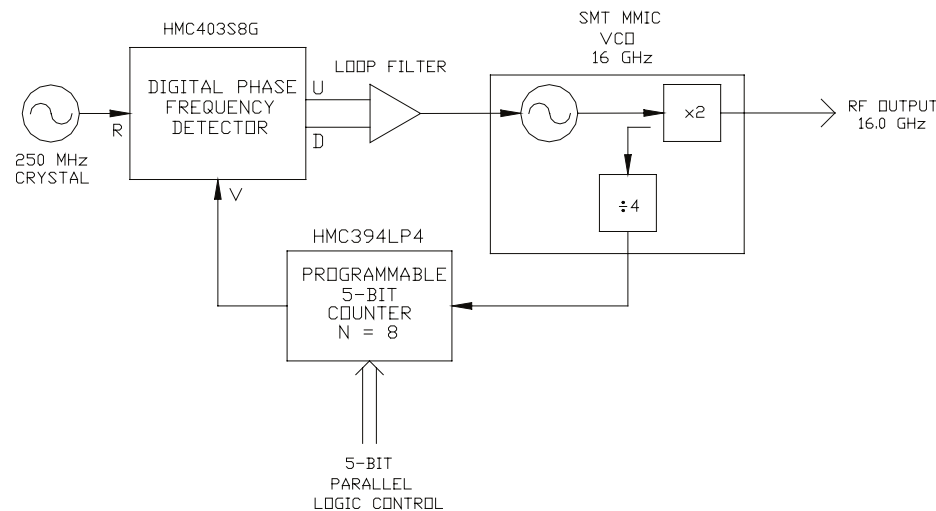 HMC403S8G
SMT MMIC
VCO
16 GHz
LOOP FILTER
DIGITAL PHASE
FREQUENCY
DETECTOR
U
D
R
V
x2
RF OUTPUT
16.0 GHz
250 MHz
CRYSTAL
÷4
HMC394LP4
PROGRAMMABLE
5-BIT
COUNTER
N = 8
5-BIT
PARALLEL
LOGIC CONTROL